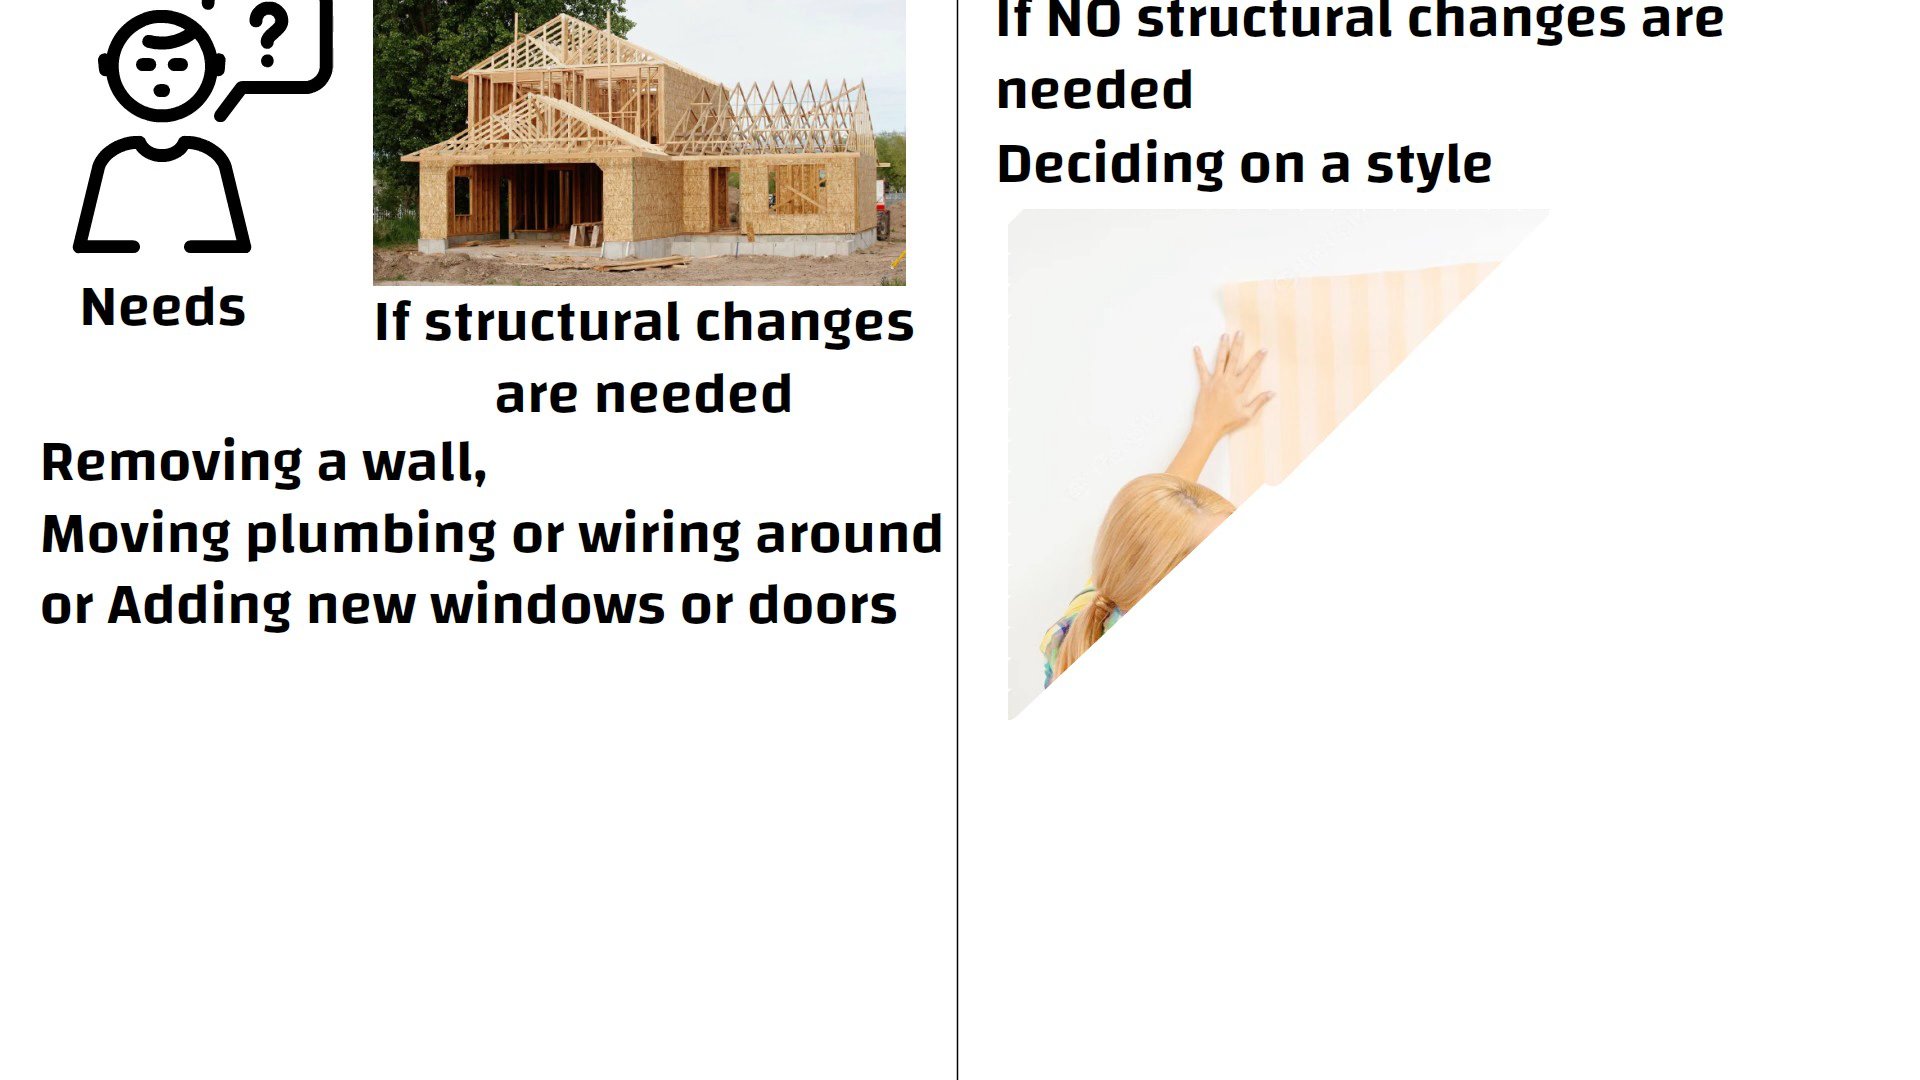 ?
Needs
If structural changes
are needed
Removing a wall,
Moving plumbing or wiring around
or Adding new windows or doors
If NO structural changes are
needed
Deciding on a style